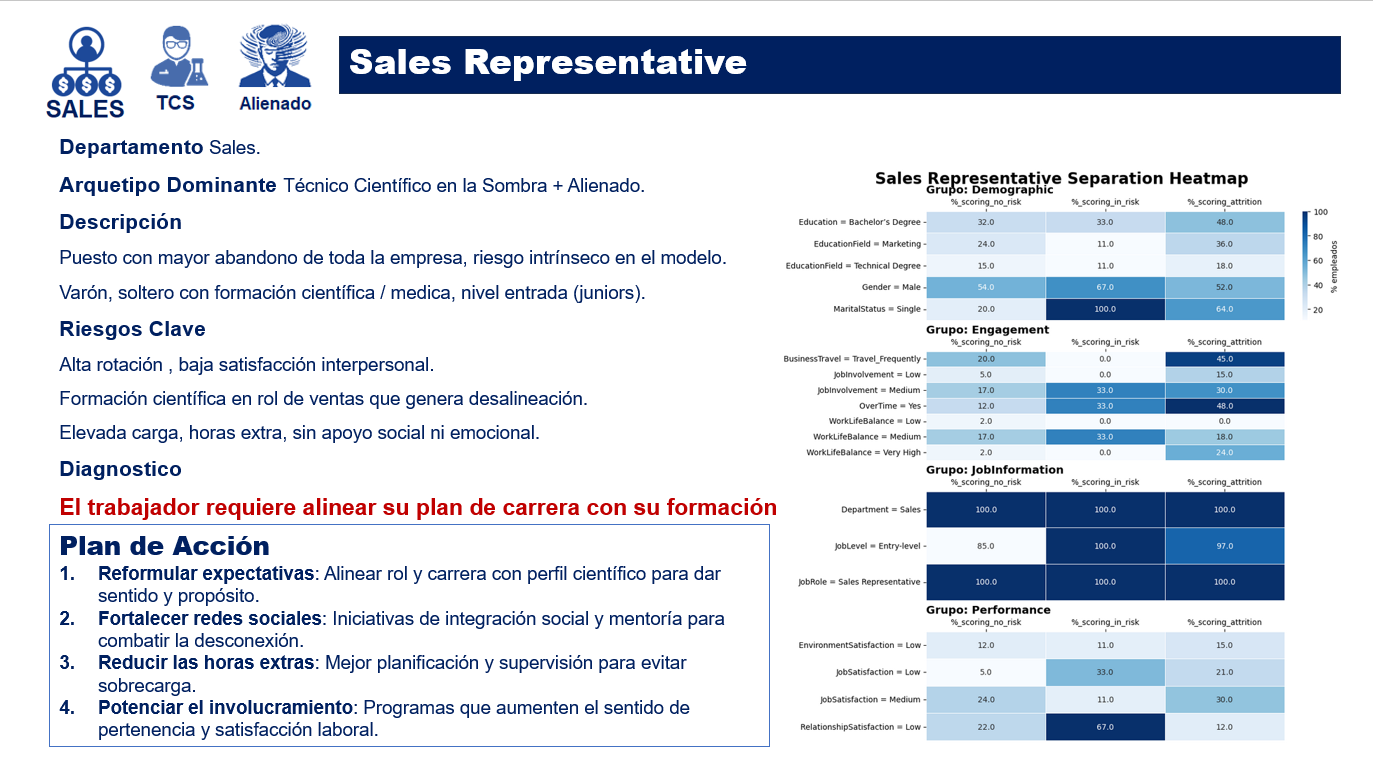 SALES
TCS
Alienado
Sales Representative
Departamento Sales.
Arquetipo Dominante Técnico Científico en la Sombra + Alienado.
Descripción
Puesto con mayor abandono de toda la empresa, riesgo intrínseco en el modelo.
Varón, soltero con formación científica / medica, nivel entrada (juniors).
Riesgos Clave
Alta rotación , baja satisfacción interpersonal.
Formación científica en rol de ventas que genera desalineación.
Elevada carga, horas extra, sin apoyo social ni emocional.
Diagnostico
El trabajador requiere alinear su plan de carrera con su formación
Plan de Acción
1. Reformular expectativas: Alinear rol y carrera con perfil científico para dar
sentido y propósito.
2. Fortalecer redes sociales: Iniciativas de integración social y mentoría para
combatir la desconexión.
3. Reducir las horas extras: Mejor planificación y supervisión para evitar
sobrecarga.
4. Potenciar el involucramiento: Programas que aumenten el sentido de
pertenencia y satisfacción laboral.
Sales Representative Separation Heatmap
Grupo: Demographic
%_scoring_no_risk %_scoring_in_risk %_scoring_attrition
Education = Bachelor's Degree 32.0 33.0 48.0
EducationField = Marketing 24.0 11.0 36.0
EducationField = Technical Degree 15.0 11.0 18.0
Gender = Male 54.0 67.0 52.0
MaritalStatus = Single 20.0 100.0 64.0
100
80
60
40
20
% empleados
Grupo: Engagement
%_scoring_no_risk %_scoring_in_risk %_scoring_attrition
BusinessTravel = Travel_Frequently 20.0 0.0 45.0
JobInvolvement = Low 5.0 0.0 15.0
JobInvolvement = Medium 17.0 33.0 30.0
OverTime = Yes 12.0 33.0 48.0
WorkLifeBalance = Low 2.0 0.0 0.0
WorkLifeBalance = Medium 17.0 33.0 18.0
WorkLifeBalance = Very High 2.0 0.0 24.0
Grupo: JobInformation
%_scoring_no_risk %_scoring_in_risk %_scoring_attrition
Department = Sales 100.0 100.0 100.0
JobLevel = Entry-level 85.0 100.0 97.0
JobRole = Sales Representative 100.0 100.0 100.0
Grupo: Performance
%_scoring_no_risk %_scoring_in_risk %_scoring_attrition
EnvironmentSatisfaction = Low 12.0 11.0 15.0
JobSatisfaction = Low 5.0 33.0 21.0
JobSatisfaction = Medium 24.0 11.0 30.0
RelationshipSatisfaction = Low 22.0 67.0 12.0